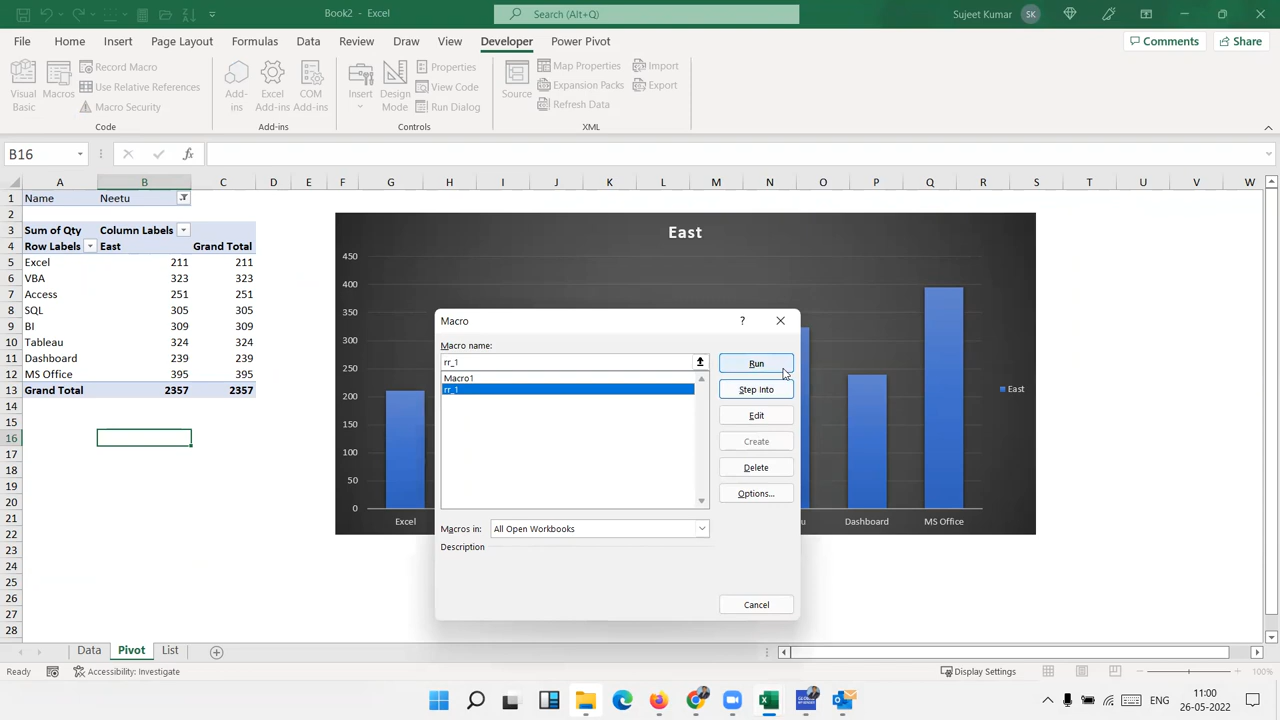 Book2 - Excel
Search (Alt+Q)
Sujeet Kumar
SK
File Home Insert Page Layout Formulas Data Review View Draw Developer Power Pivot
Comments
Share
Visual Basic
Macros
Record Macro
Use Relative References
Macro Security
Code
Add-ins
Excel Add-ins
COM Add-ins
Add-ins
Insert
Design Mode
Properties
View Code
Run Dialog
Controls
Source
Map Properties
Expansion Packs
Refresh Data
Import
Export
XML
B16
fx
A B C D E F G H I J K L M N O P Q R S T U V W
1 Name Neetu
2
3 Sum of Qty Column Labels
4 Row Labels East Grand Total
5 Excel 211 211
6 VBA 323 323
7 Access 251 251
8 SQL 305 305
9 BI 309 309
10 Tableau 324 324
11 Dashboard 239 239
12 MS Office 395 395
13 Grand Total 2357 2357
14
15
16
17
18
19
20
21
22
23
24
25
26
27
28
East
450
400
350
300
250
200
150
100
50
0
Excel
Dashboard
MS Office
East
Macro
?
Macro name:
rr_1
Macro1
rr_1
Run
Step Into
Edit
Create
Delete
Options...
Macros in:
All Open Workbooks
Description
Cancel
Data Pivot List
Ready
Accessibility: Investigate
Display Settings
100%
ENG
11:00
26-05-2022